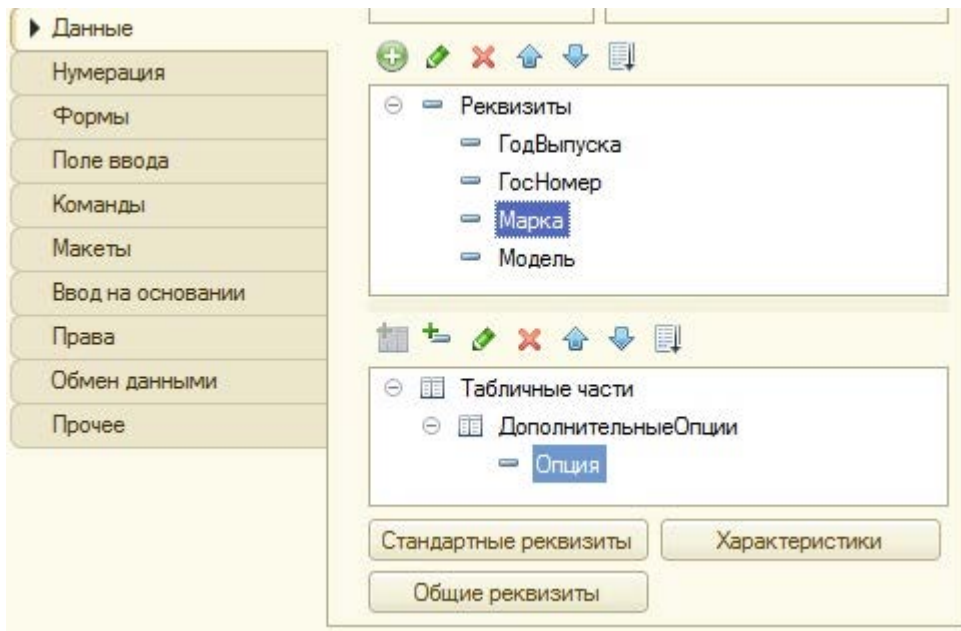 Данные
Нумерация
Формы
Поле ввода
Команды
Макеты
Ввод на основании
Права
Обмен данными
Прочее
Реквизиты
ГодВыпуска
ГосНомер
Марка
Модель
Табличные части
ДополнительныеОпции
Опция
Стандартные реквизиты
Характеристики
Общие реквизиты